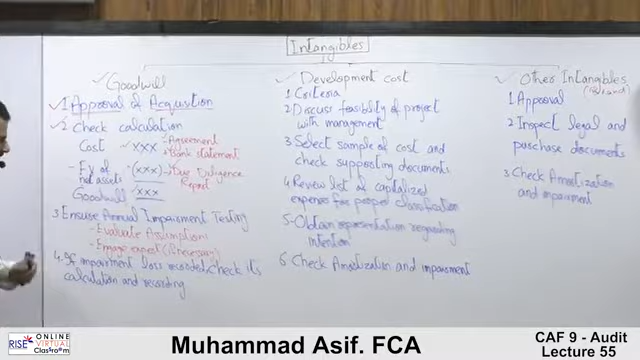 Intangibles
Goodwill
1 Approval of Acquisition
2 Check calculation
Cost xxx - Agreement
- Bank statement
- Fv of net assets (xxx) → Due Diligence Report
Goodwill xxx
3 Ensure Annual Impairment Testing
- Evaluate Assumptions
- Engage expert (if necessary)
4. If impairment loss recorded, check its
calculation and recording
Development cost
1 Criteria
2 Discuss feasibility of project
with management
3 Select sample of cost and
check supporting documents
4 Review list of capitalized
expenses for proper classification
5- Obtain representation regarding
intention
6 Check Amortization and impairment
Other Intangibles
1 Approval
2 Inspect legal and
purchase documents
3 Check Amortization
and impairment
RISE ONLINE VIRTUAL Classroom
Muhammad Asif. FCA
CAF 9 - Audit
Lecture 55